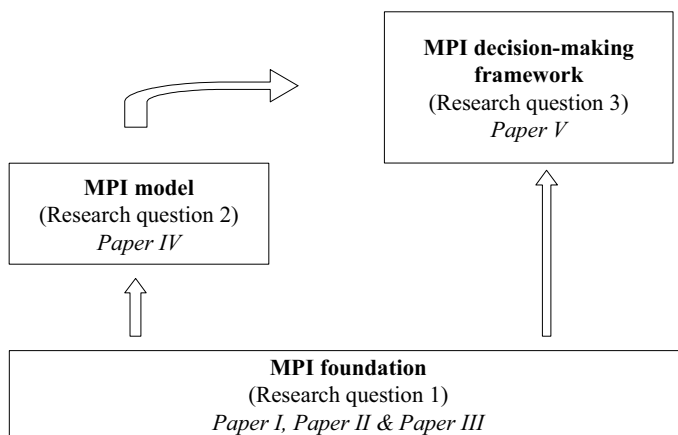 MPI decision-making
framework
(Research question 3)
Paper V
MPI model
(Research question 2)
Paper IV
MPI foundation
(Research question 1)
Paper I, Paper II & Paper III